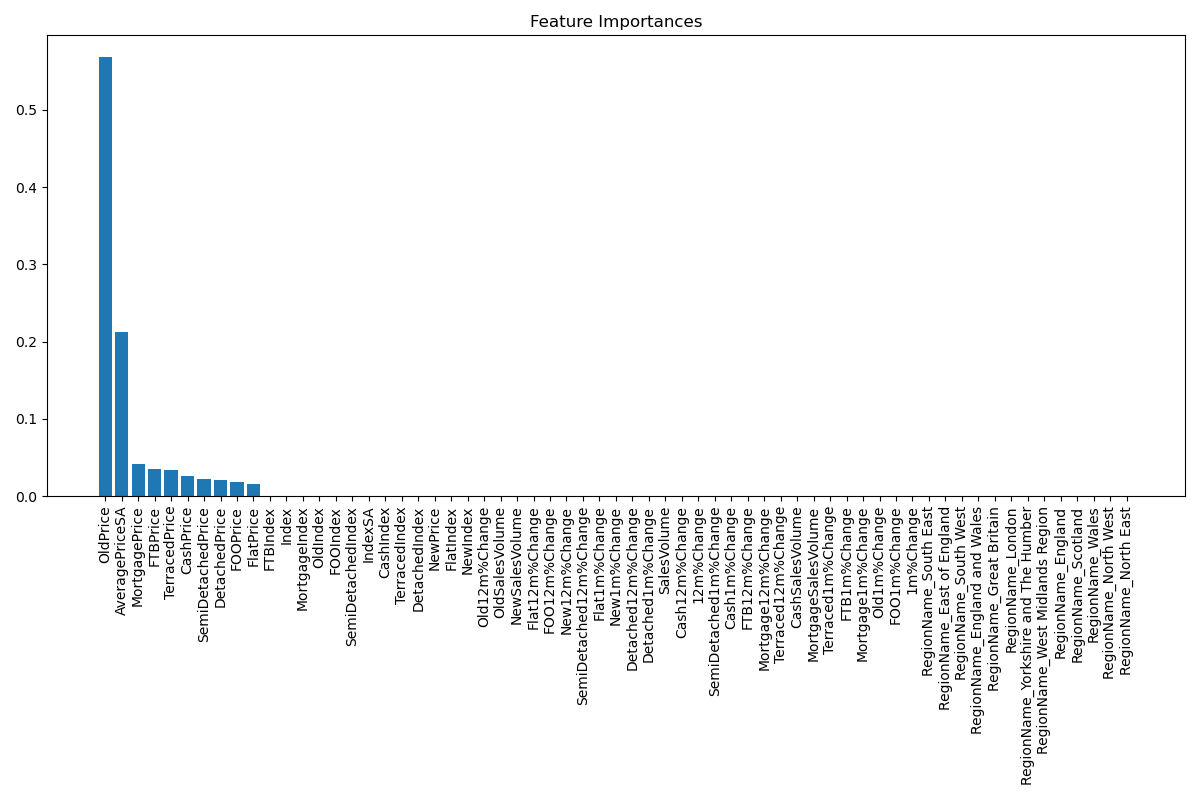 Feature Importances
0.5
0.4
0.3
0.2
0.1
0.0
OldPrice
AveragePriceSA
MortgagePrice
FTBPrice
TerracedPrice
CashPrice
SemiDetachedPrice
DetachedPrice
FOOPrice
FlatPrice
FTBIndex
Index
MortgageIndex
OldIndex
FOOIndex
SemiDetachedIndex
IndexSA
CashIndex
TerracedIndex
DetachedIndex
NewPrice
FlatIndex
NewIndex
Old12m%Change
OldSalesVolume
NewSalesVolume
Flat12m%Change
FOO12m%Change
New12m%Change
SemiDetached12m%Change
Flat1m%Change
New1m%Change
Detached12m%Change
Detached1m%Change
SalesVolume
Cash12m%Change
12m%Change
SemiDetached1m%Change
Cash1m%Change
FTB12m%Change
Mortgage12m%Change
Terraced12m%Change
CashSalesVolume
MortgageSalesVolume
Terraced1m%Change
FTB1m%Change
Mortgage1m%Change
Old1m%Change
FOO1m%Change
1m%Change
RegionName_South East
RegionName_East of England
RegionName_South West
RegionName_England and Wales
RegionName_Great Britain
RegionName_London
RegionName_Yorkshire and The Humber
RegionName_West Midlands Region
RegionName_England
RegionName_Scotland
RegionName_Wales
RegionName_North West
RegionName_North East